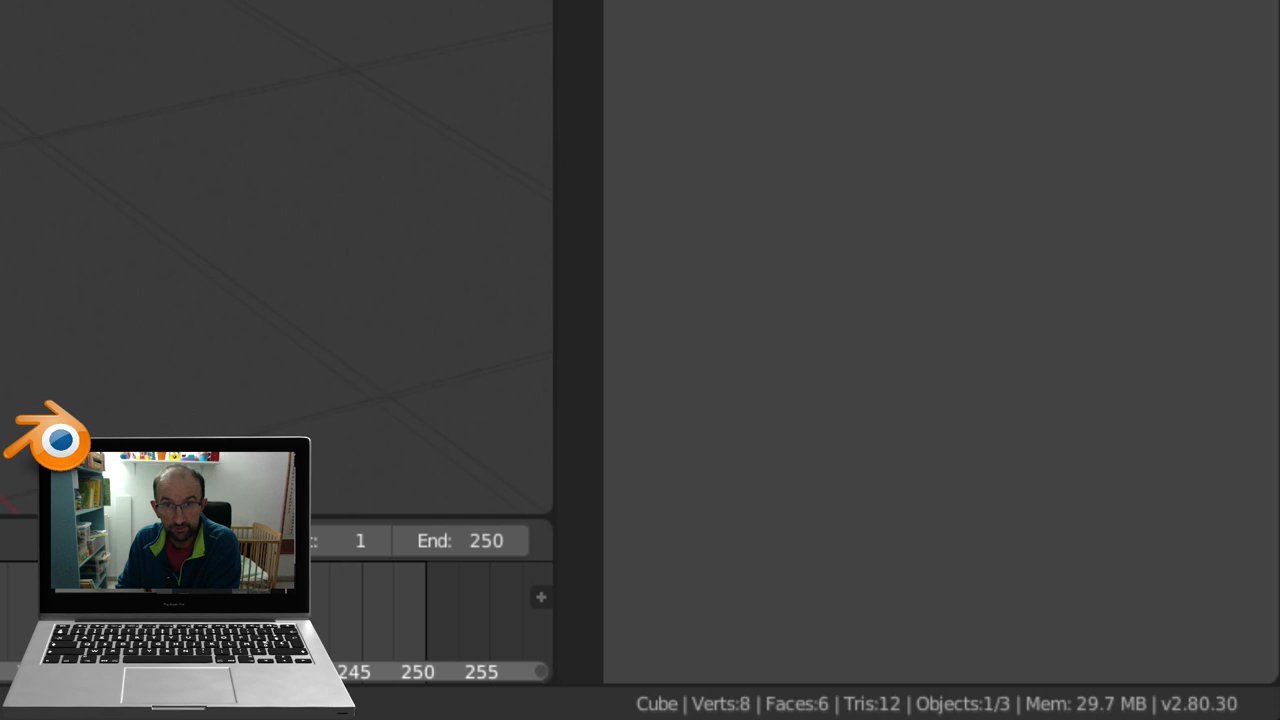 1 End: 250
245 250 255
Cube | Verts:8 | Faces:6 | Tris:12 | Objects:1/3 | Mem: 29.7 MB | v2.80.30